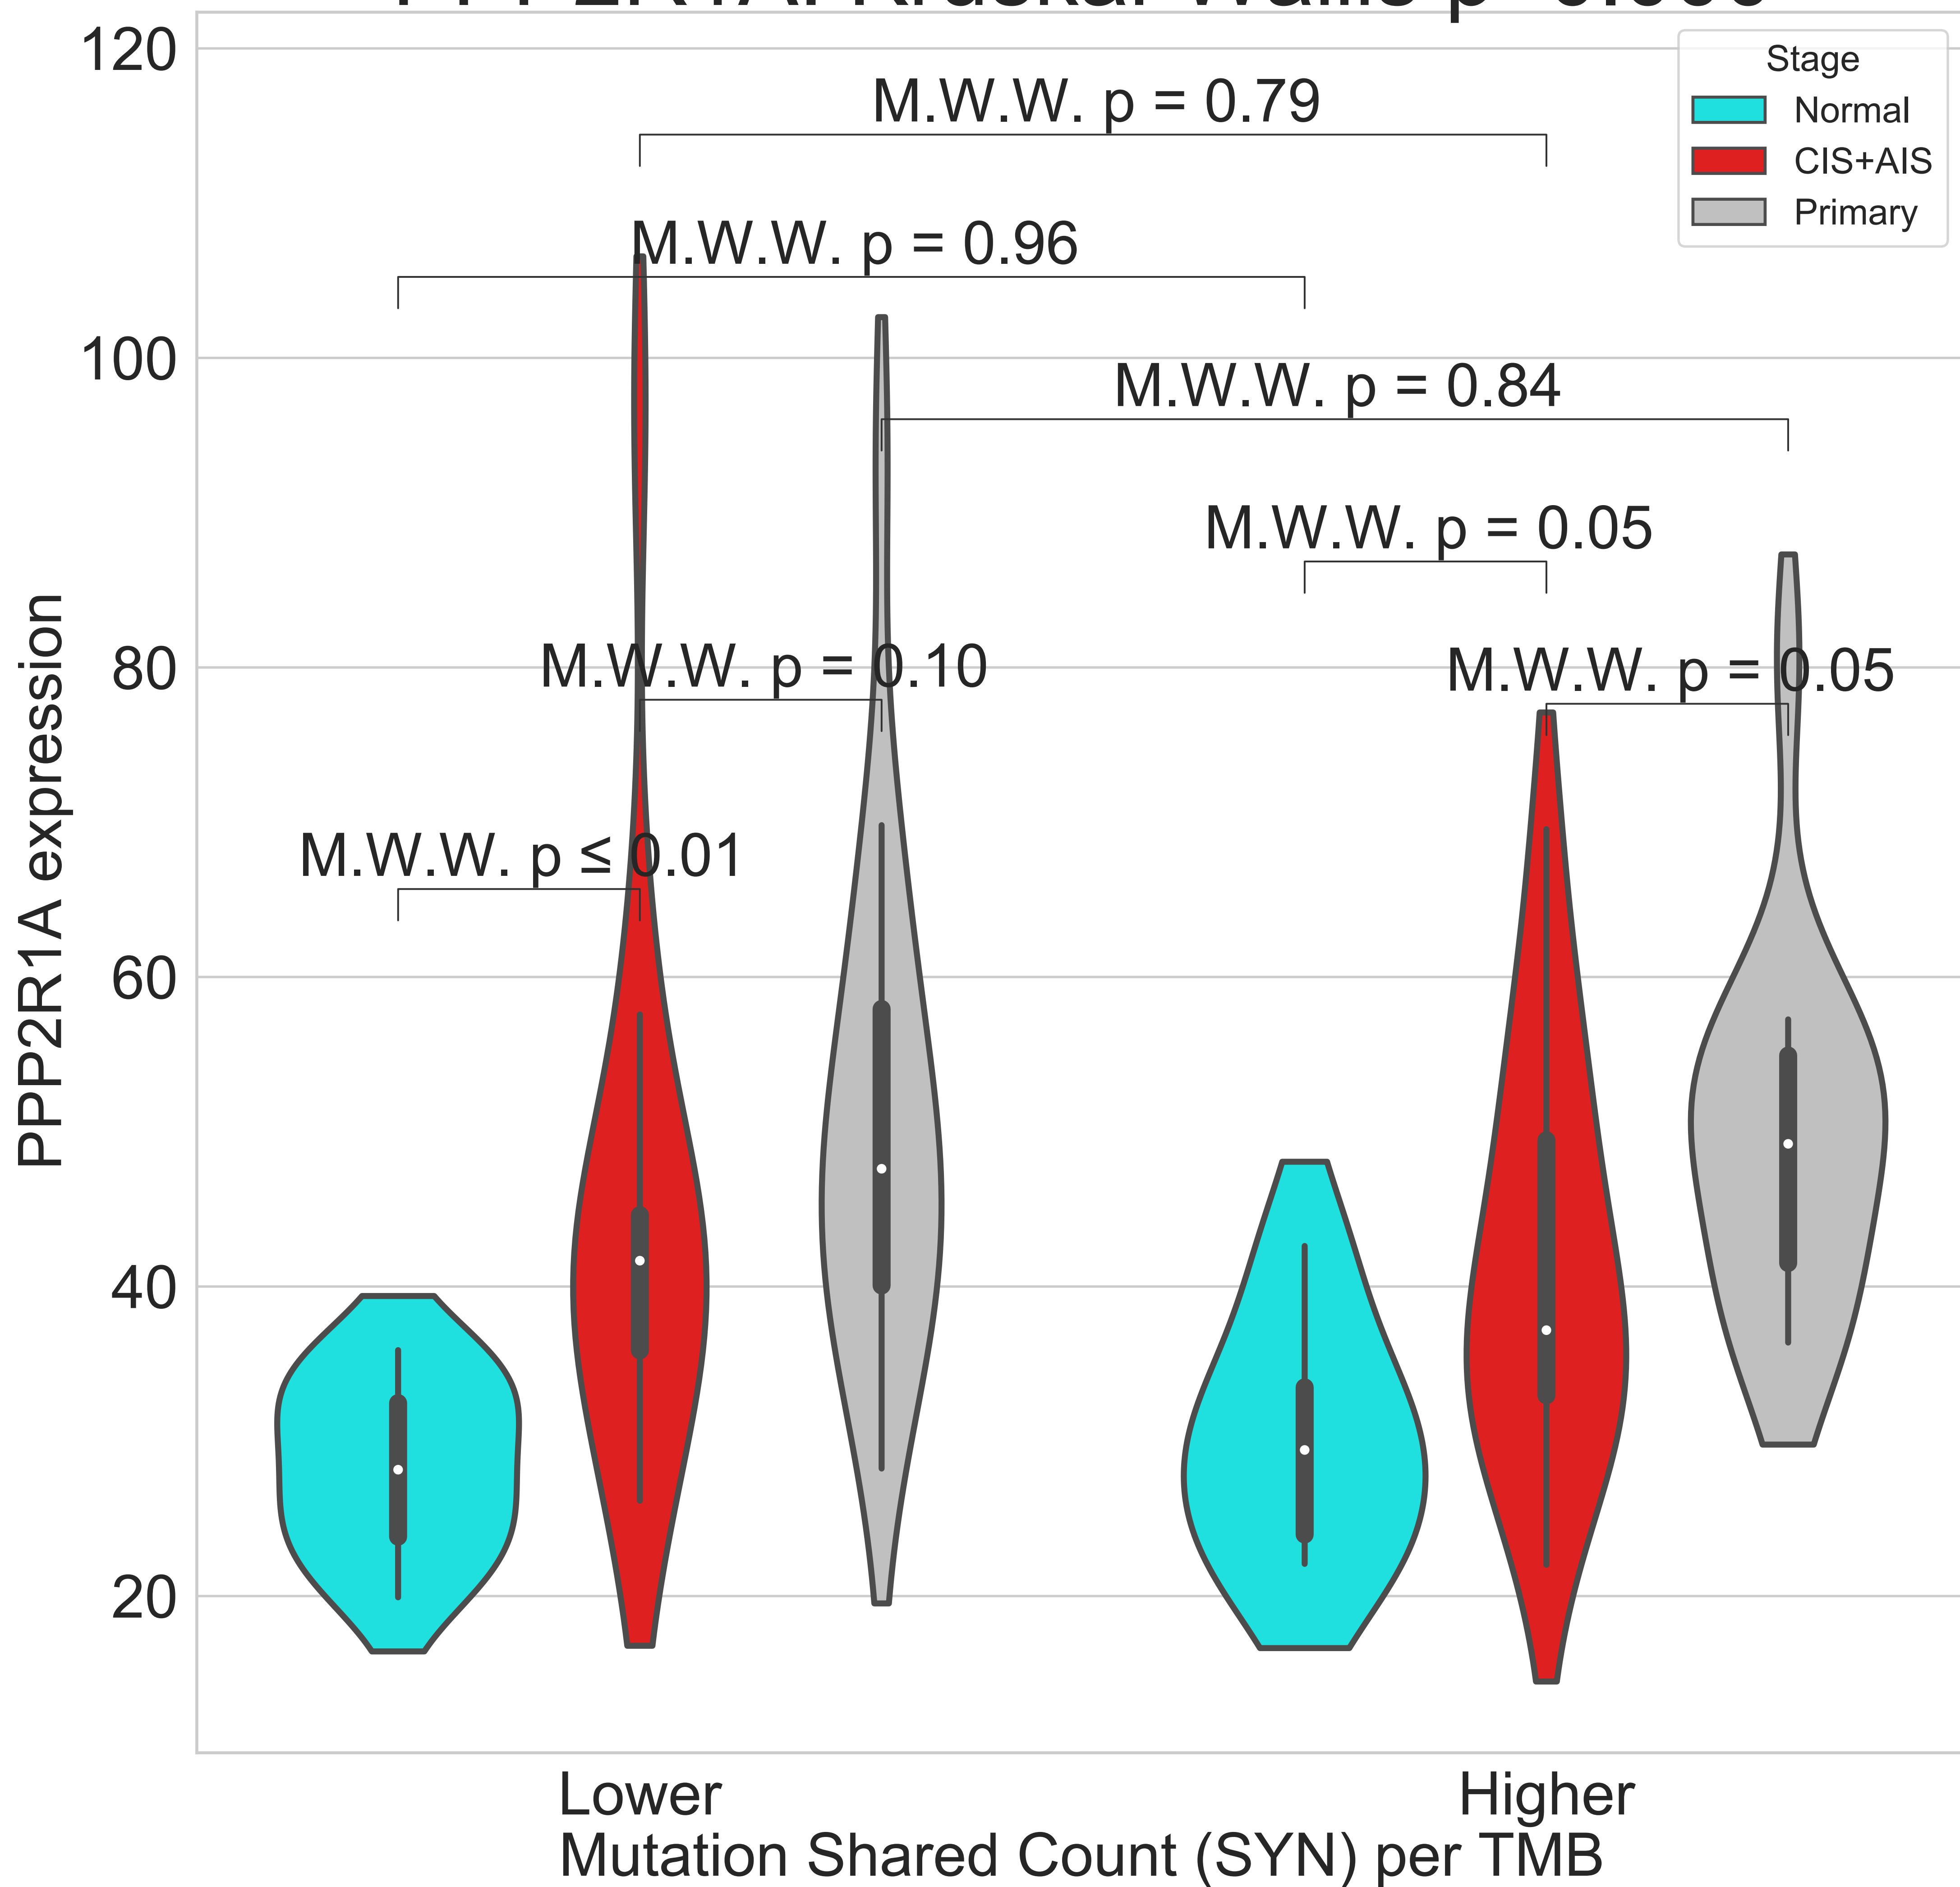 120
Stage
Normal
CIS+AIS
Primary
M.W.W. p = 0.79
M.W.W. p = 0.96
100
M.W.W. p = 0.84
M.W.W. p = 0.05
80
M.W.W. p = 0.10
M.W.W. p = 0.05
M.W.W. p ≤ 0.01
PPP2R1A expression
60
40
20
Lower
Higher
Mutation Shared Count (SYN) per TMB